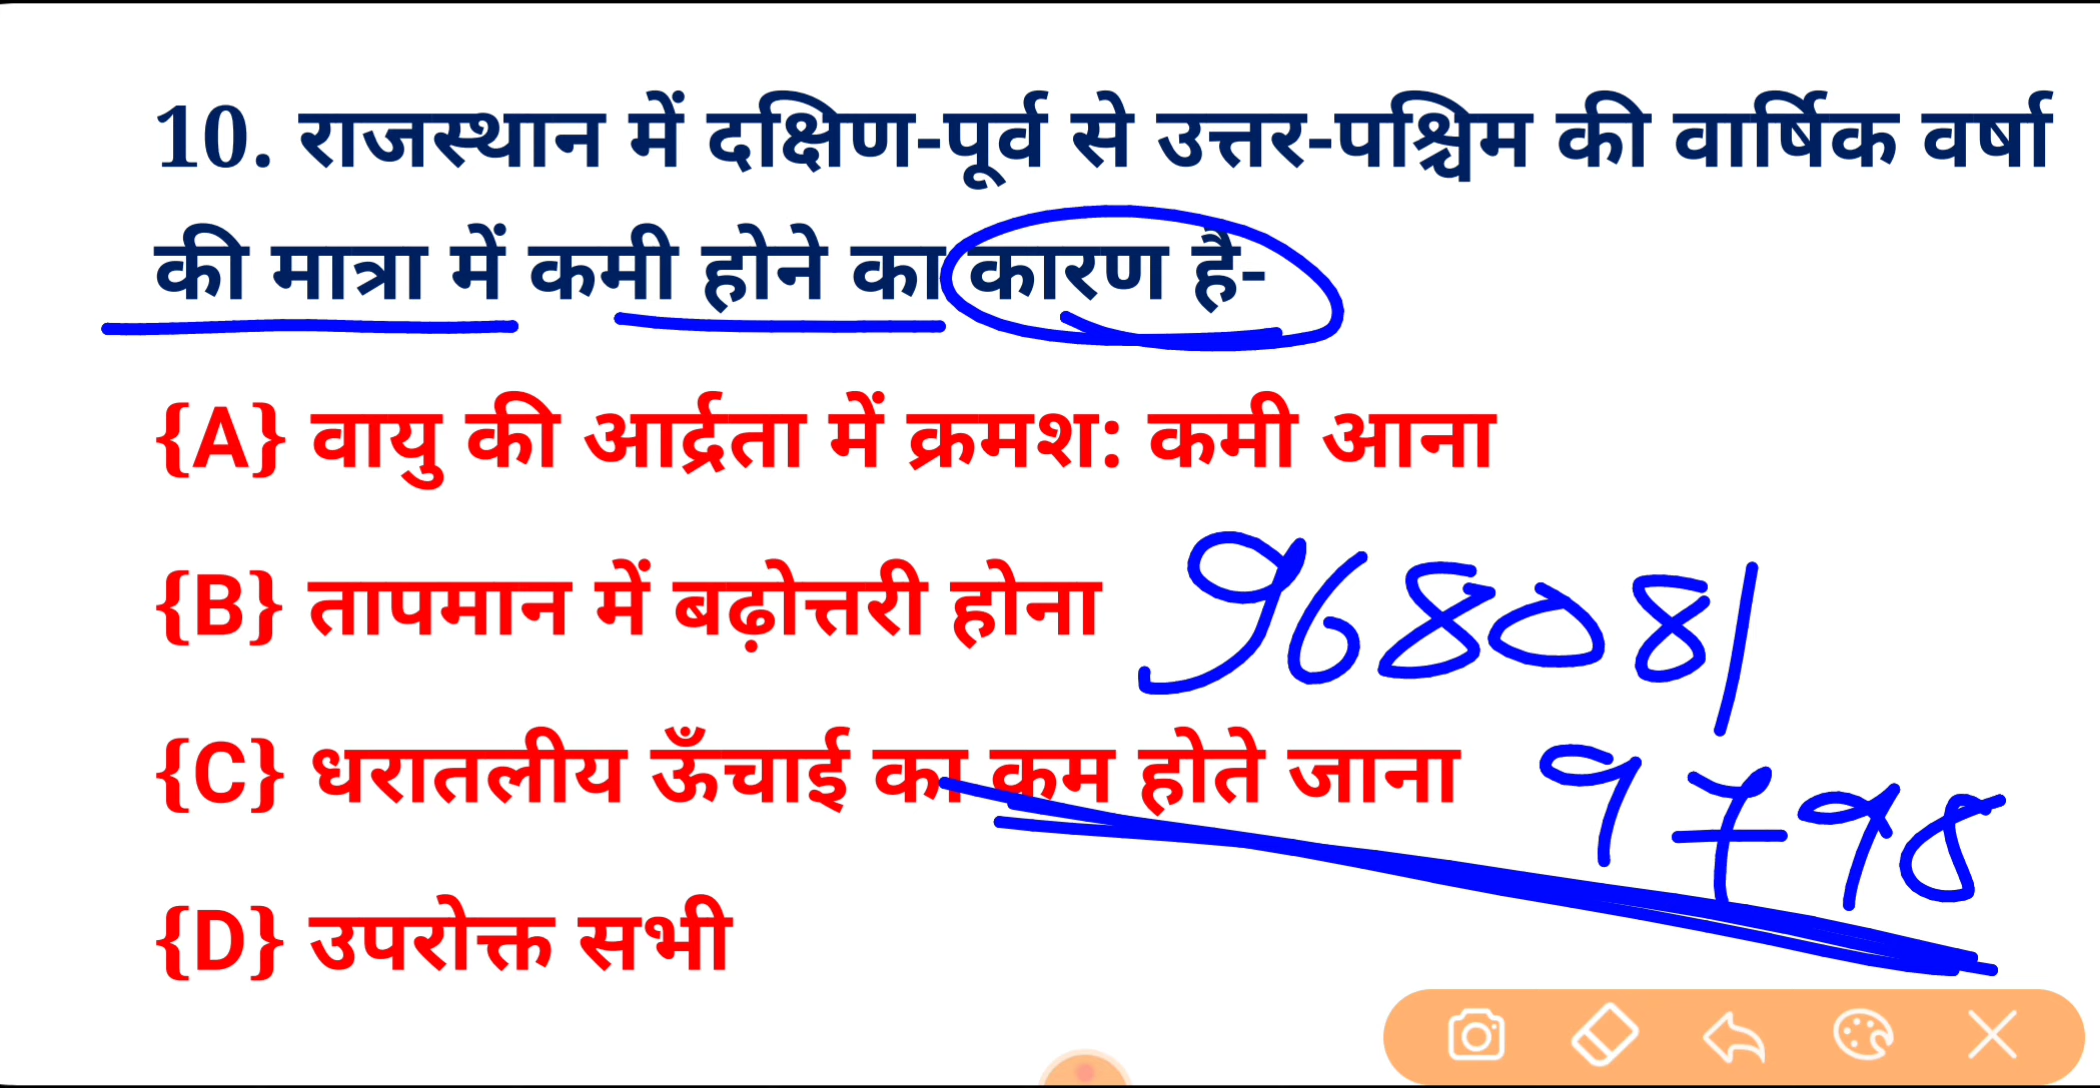 10. राजस्थान में दक्षिण-पूर्व से उत्तर-पश्चिम की वार्षिक वर्षा
की मात्रा में कमी होने का कारण है-
{A} वायु की आर्द्रता में क्रमश: कमी आना
{B} तापमान में बढ़ोत्तरी होना
968081
{C} धरातलीय ऊँचाई का कम होते जाना
9798
{D} उपरोक्त सभी